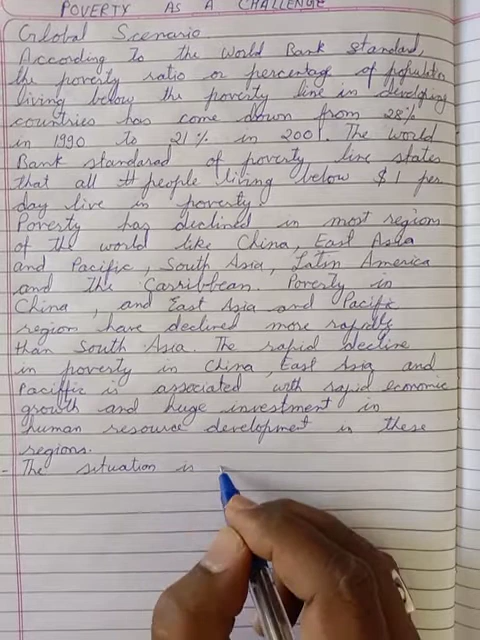 POVERTY AS A CHALLENGE
Global Scenario
According To the World Bank standard,
the poverty ratio or percentage of population
living below the poverty line in developing
countries has come down from 28%
in 1990 to 21% in 2001. The world
Bank standarad of poverty line states
that all people living below $1 per
day live in poverty
Poverty has declined in most regions
of the world like China, East Asia
and Pacific, South Asia, Latin America
and The Carribbean. Poverty in
China, and East Asia and Pacific
region have declined more rapidly
than South Asia. The rapid decline
in poverty in China, East Asia and
Paciffic is associated with rapid economic
growth and huge investment in
human resource development in these
regions.
- The situation is